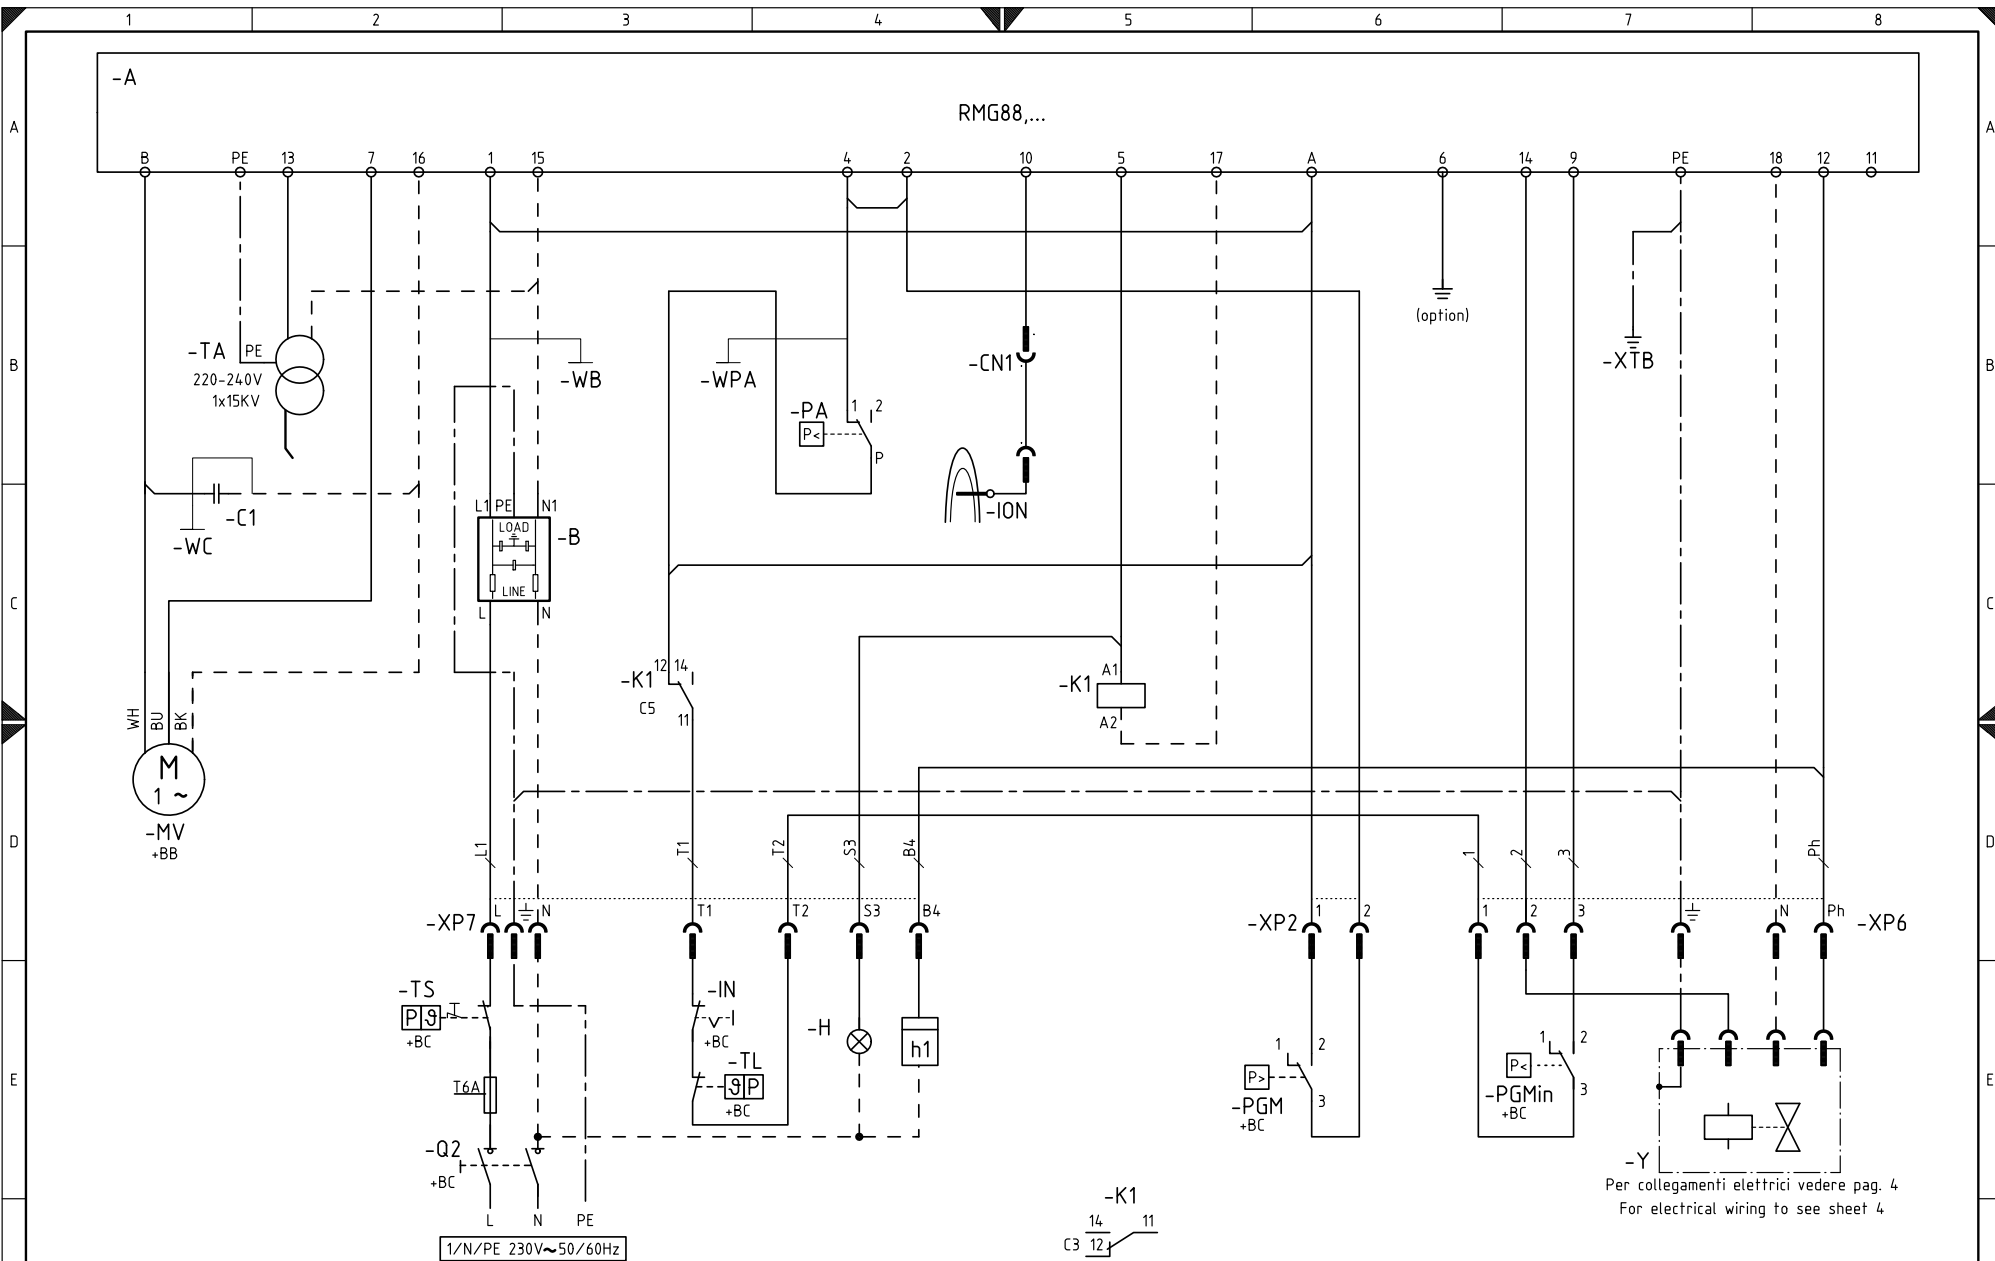 1 2 3 4 5 6 7 8
-A
RMG88,...
A A
B PE 13 7 16 1 15 4 2 10 5 17 A 6 14 9 PE 18 12 11
(option)
-TA PE
220-240V
1x15KV
-WB
-WPA
-CN1
-XTB
B B
-PA 1 2
P<
P
-C1
-WC
L1 PE N1
LOAD
-B
LINE
L N
-ION
C C
-K1 12 14
C5
11
-K1 A1
A2
WH BU BK
M
1 ~
-MV
+BB
D D
L1 T1 T2 S3 B4 1 2 3 Ph
-XP7 L N T1 T2 S3 B4
-XP2 1 2
1 2 3 N Ph -XP6
-TS
P ϑ
+BC
-IN
+BC
-H
h1
-TL
ϑ P
+BC
T6A
-Q2
+BC
1 2
P>
3
-PGM
+BC
1 2
P<
3
-PGMin
+BC
E E
-Y
Per collegamenti elettrici vedere pag. 4
For electrical wiring to see sheet 4
L N PE
1/N/PE 230V~50/60Hz
-K1
14 11
C3 12